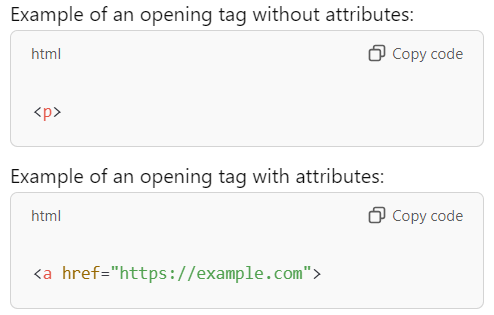 Example of an opening tag without attributes:
html Copy code
<p>
Example of an opening tag with attributes:
html Copy code
<a href="https://example.com">